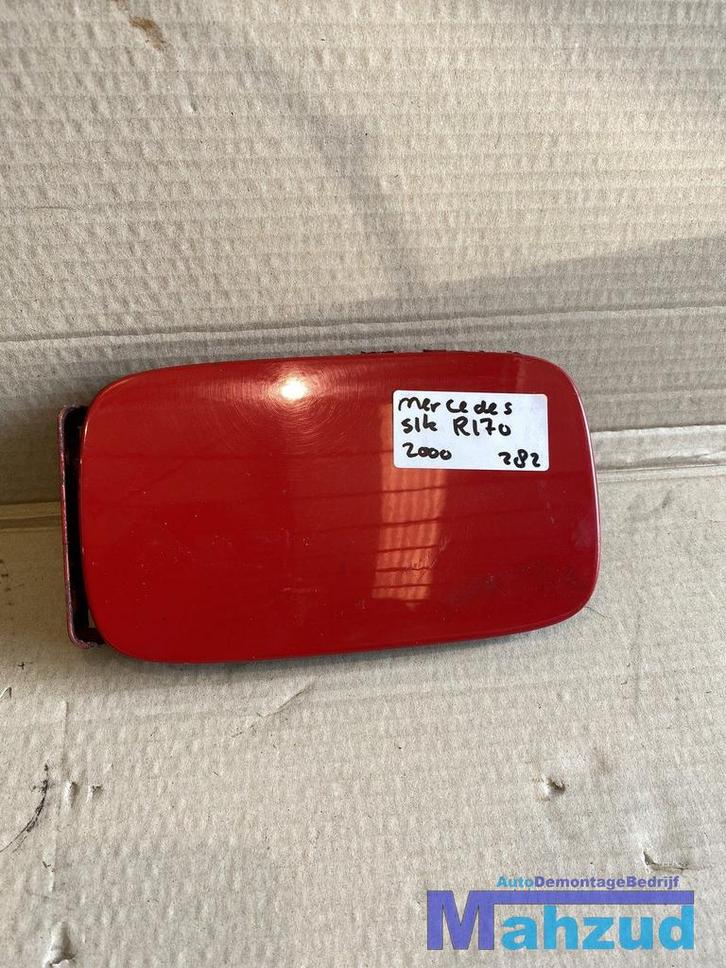 mercedes
slk R170
2000 282
AutoDemontageBedrijf
Mahzud